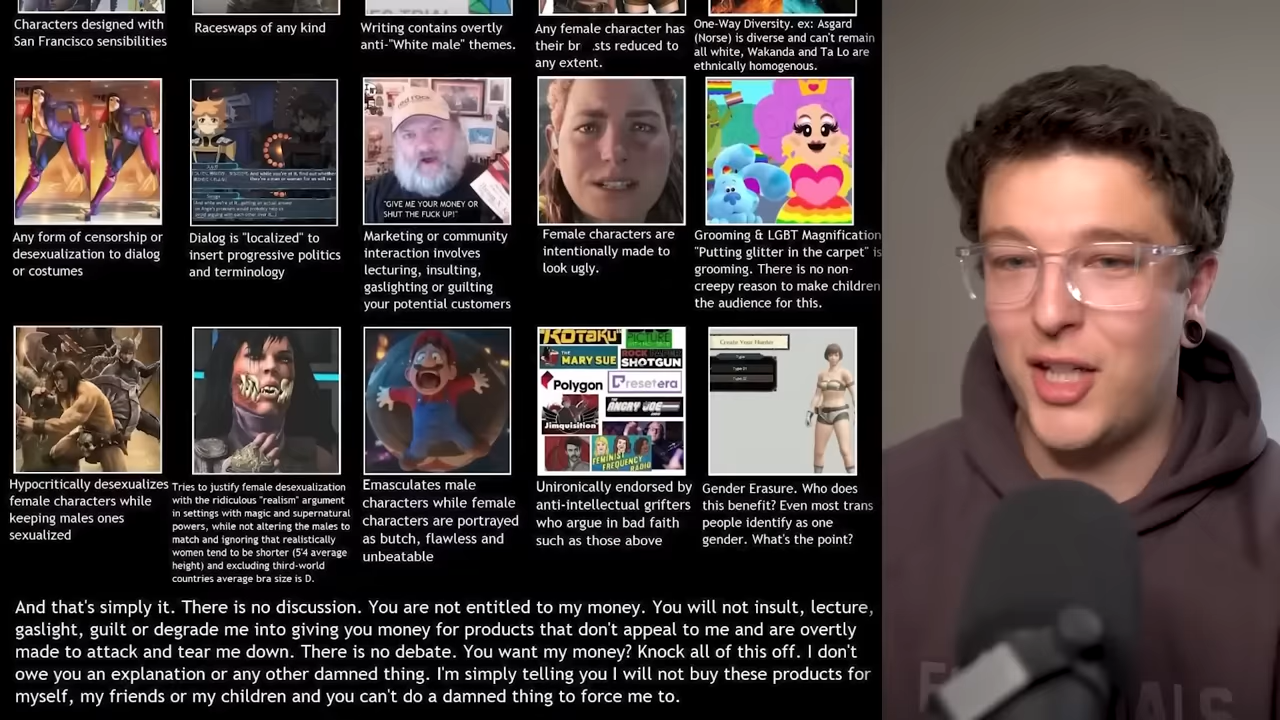 Characters designed with
San Francisco sensibilities
Raceswaps of any kind
Writing contains overtly
anti-"White male" themes.
Any female character has
their br sts reduced to
any extent.
One-Way Diversity. ex: Asgard
(Norse) is diverse and can't remain
all white, Wakanda and Ta Lo are
ethnically homogenous.
"GIVE ME YOUR MONEY OR
SHUT THE FUCK UP!"
Any form of censorship or
desexualization to dialog
or costumes
Dialog is "localized" to
insert progressive politics
and terminology
Marketing or community
interaction involves
lecturing, insulting,
gaslighting or guilting
your potential customers
Female characters are
intentionally made to
look ugly.
Grooming & LGBT Magnification
"Putting glitter in the carpet" is
grooming. There is no non-
creepy reason to make children
the audience for this.
KOTAKU
THE MARY SUE
ROCK PAPER SHOTGUN
Polygon
resetera
Jimquisition
THE ANGRY JOE SHOW
FEMINIST FREQUENCY RADIO
Create Your Hunter
Type
Type 01
Type 02
Hypocritically desexualizes
female characters while
keeping males ones
sexualized
Tries to justify female desexualization
with the ridiculous "realism" argument
in settings with magic and supernatural
powers, while not altering the males to
match and ignoring that realistically
women tend to be shorter (5'4 average
height) and excluding third-world
countries average bra size is D.
Emasculates male
characters while female
characters are portrayed
as butch, flawless and
unbeatable
Unironically endorsed by
anti-intellectual grifters
who argue in bad faith
such as those above
Gender Erasure. Who does
this benefit? Even most trans
people identify as one
gender. What's the point?
And that's simply it. There is no discussion. You are not entitled to my money. You will not insult, lecture,
gaslight, guilt or degrade me into giving you money for products that don't appeal to me and are overtly
made to attack and tear me down. There is no debate. You want my money? Knock all of this off. I don't
owe you an explanation or any other damned thing. I'm simply telling you I will not buy these products for
myself, my friends or my children and you can't do a damned thing to force me to.